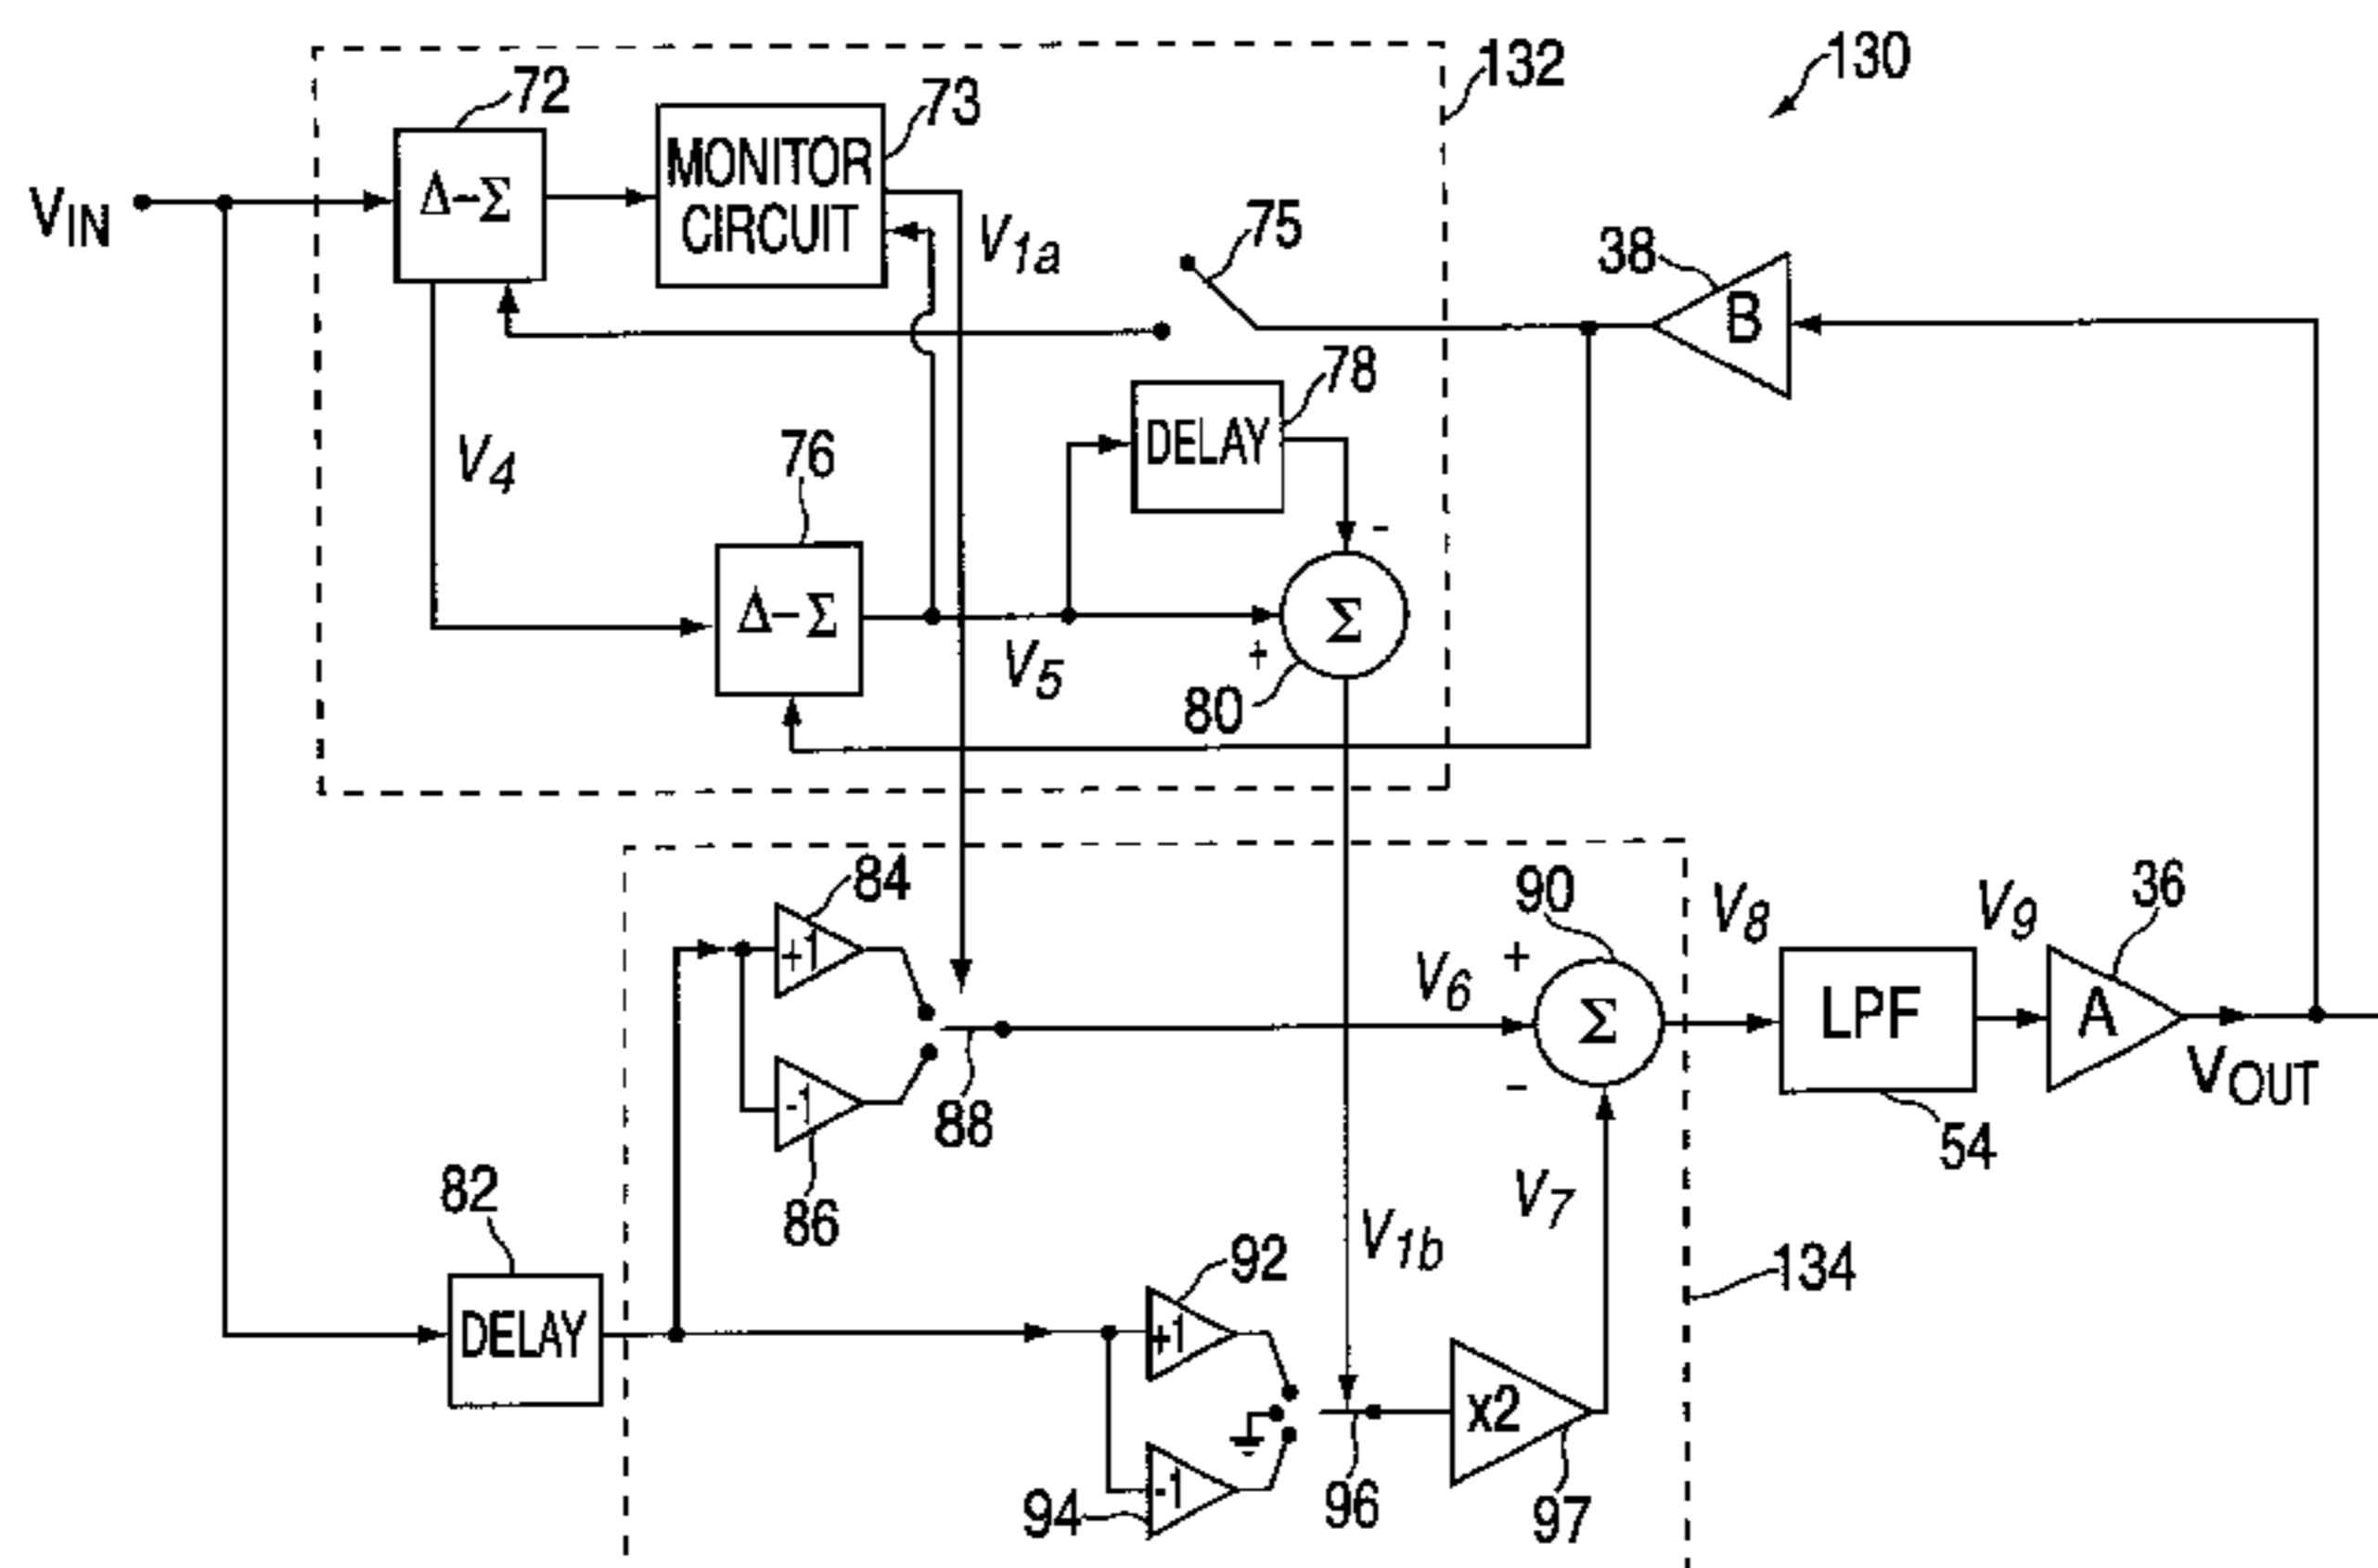 130
132
72
73
Δ-Σ
MONITOR
CIRCUIT
VIN
V1a
75
38
B
78
DELAY
V4
76
Δ-Σ
-
Σ
+
V5
80
84
+1
90
V8
V9
36
+
V6
Σ
LPF
A
-
VOUT
-1
88
86
54
82
V7
V1b
92
134
DELAY
+1
x2
-1
94
96
97